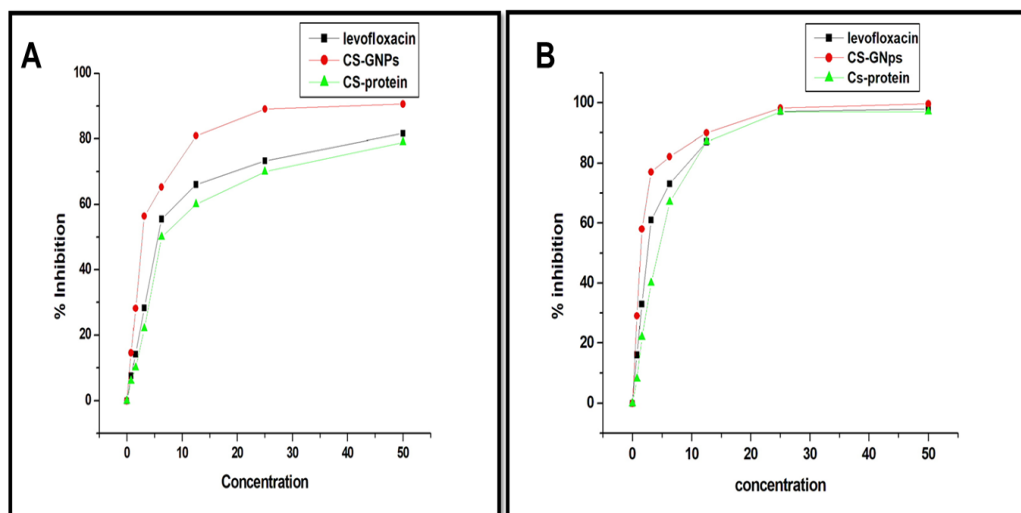 A
levofloxacin
CS-GNPs
CS-protein
100
80
60
40
20
0
% Inhibition
0 10 20 30 40 50
Concentration
B
levofloxacin
CS-GNps
Cs-protein
100
80
60
40
20
0
% inhibition
0 10 20 30 40 50
concentration